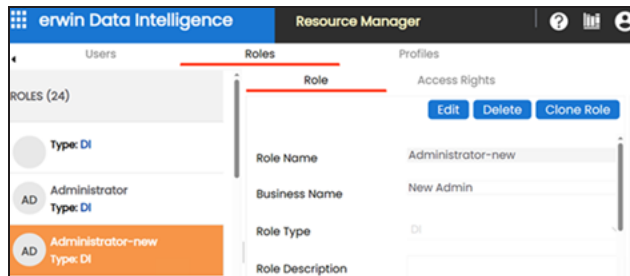 erwin Data Intelligence
Resource Manager
Users
Roles
Profiles
ROLES (24)
Role
Access Rights
Edit
Delete
Clone Role
Type: DI
AD
Administrator
Type: DI
AD
Administrator-new
Type: DI
Role Name
Administrator-new
Business Name
New Admin
Role Type
DI
Role Description